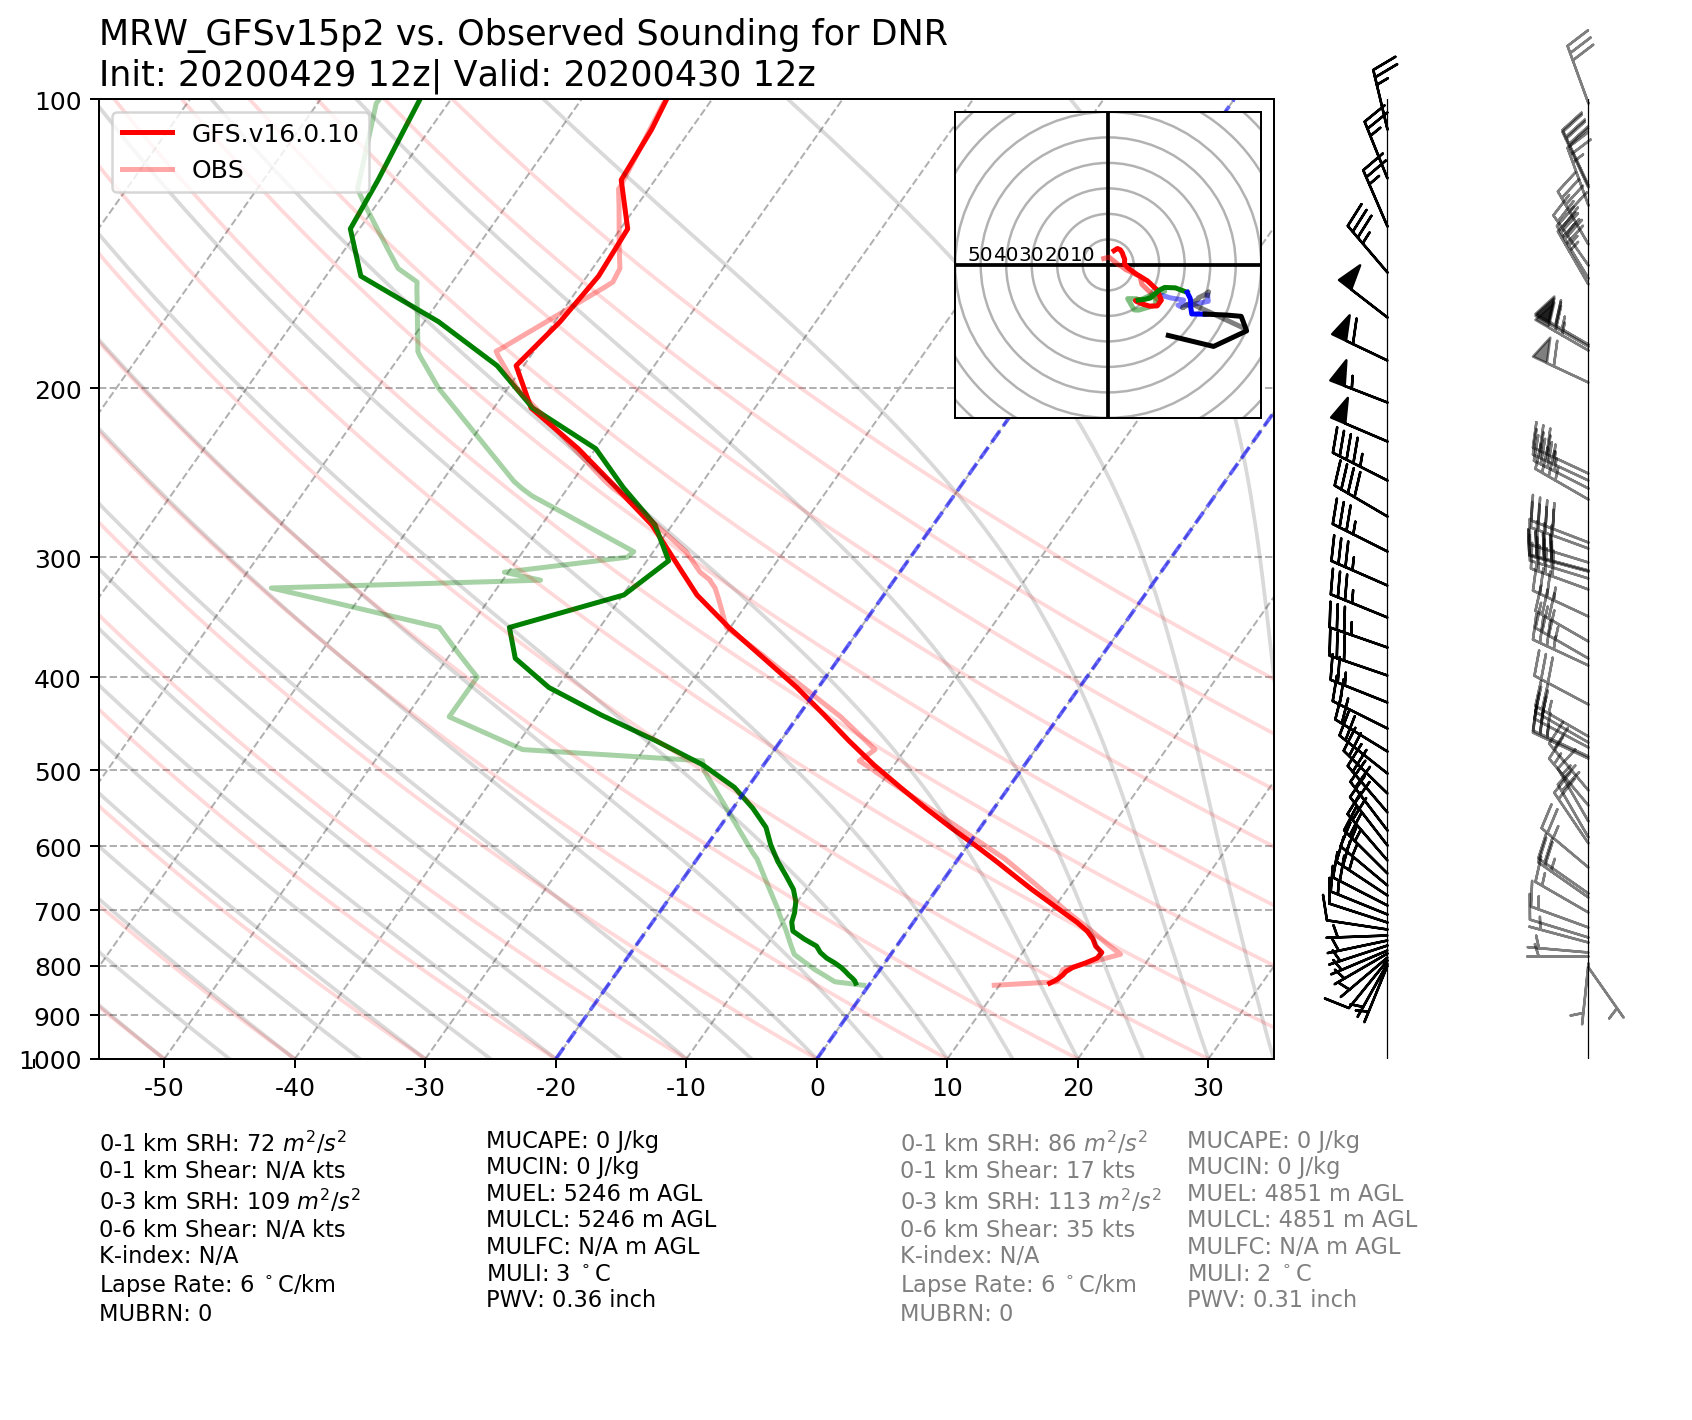 MRW_GFSv15p2 vs. Observed Sounding for DNR
Init: 20200429 12z| Valid: 20200430 12z
GFS.v16.0.10
OBS
50 40 30 20 10
100
200
300
400
500
600
700
800
900
1000
-50 -40 -30 -20 -10 0 10 20 30
0-1 km SRH: 72 m²/s²
0-1 km Shear: N/A kts
0-3 km SRH: 109 m²/s²
0-6 km Shear: N/A kts
K-index: N/A
Lapse Rate: 6 °C/km
MUBRN: 0
MUCAPE: 0 J/kg
MUCIN: 0 J/kg
MUEL: 5246 m AGL
MULCL: 5246 m AGL
MULFC: N/A m AGL
MULI: 3 °C
PWV: 0.36 inch
0-1 km SRH: 86 m²/s²
0-1 km Shear: 17 kts
0-3 km SRH: 113 m²/s²
0-6 km Shear: 35 kts
K-index: N/A
Lapse Rate: 6 °C/km
MUBRN: 0
MUCAPE: 0 J/kg
MUCIN: 0 J/kg
MUEL: 4851 m AGL
MULCL: 4851 m AGL
MULFC: N/A m AGL
MULI: 2 °C
PWV: 0.31 inch